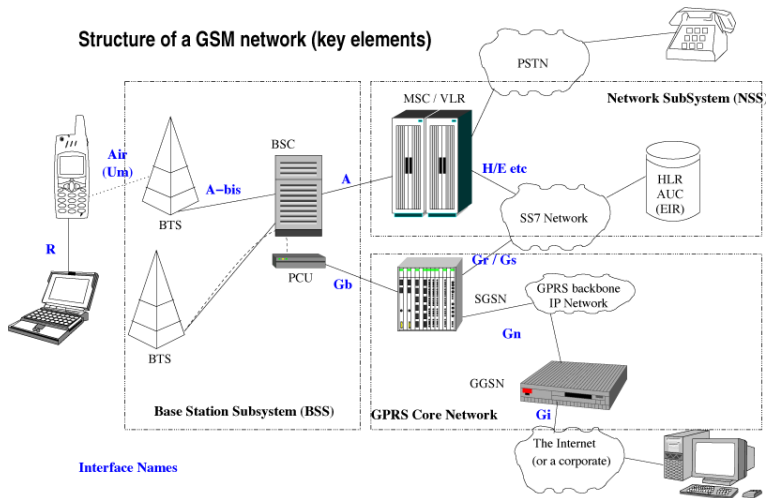 Structure of a GSM network (key elements)
PSTN
MSC / VLR
Network SubSystem (NSS)
BSC
Air
(Um)
A-bis
A
H/E etc
HLR
AUC
(EIR)
BTS
SS7 Network
R
PCU
Gb
Gr / Gs
SGSN
GPRS backbone
IP Network
Gn
BTS
GGSN
Base Station Subsystem (BSS)
GPRS Core Network
Gi
The Internet
(or a corporate)
Interface Names